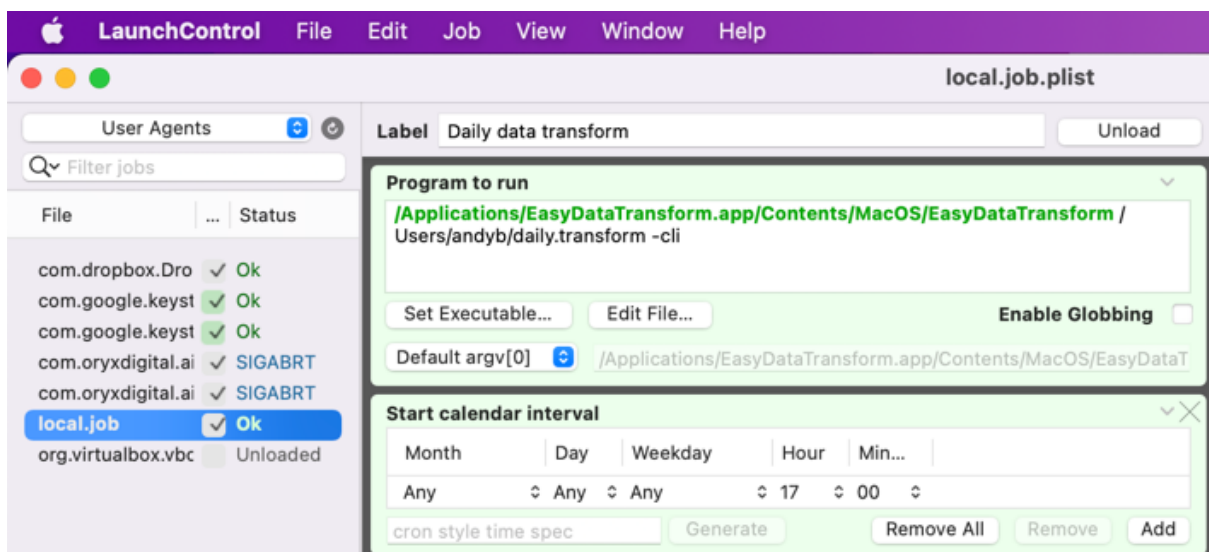 LaunchControl File Edit Job View Window Help
local.job.plist
User Agents
Label Daily data transform Unload
Filter jobs
File ... Status
com.dropbox.Dro Ok
com.google.keyst Ok
com.google.keyst Ok
com.oryxdigital.ai SIGABRT
com.oryxdigital.ai SIGABRT
local.job Ok
org.virtualbox.vbc Unloaded
Program to run
/Applications/EasyDataTransform.app/Contents/MacOS/EasyDataTransform /
Users/andyb/daily.transform -cli
Set Executable... Edit File... Enable Globbing
Default argv[0] /Applications/EasyDataTransform.app/Contents/MacOS/EasyDataT
Start calendar interval
Month Day Weekday Hour Min...
Any Any Any 17 00
cron style time spec Generate Remove All Remove Add